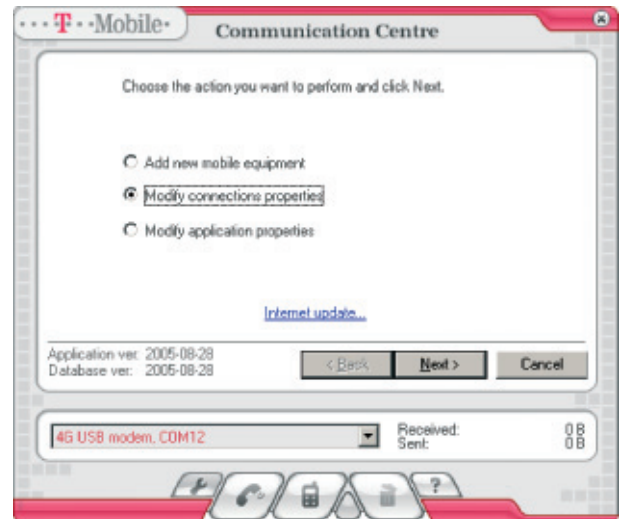 ···T··Mobile· Communication Centre
Choose the action you want to perform and click Next.
Add new mobile equipment
Modify connections properties
Modify application properties
Internet update...
Application ver: 2005-08-28
Database ver: 2005-08-28
< Back Next > Cancel
4G USB modem, COM12
Received: 0 B
Sent: 0 B
?